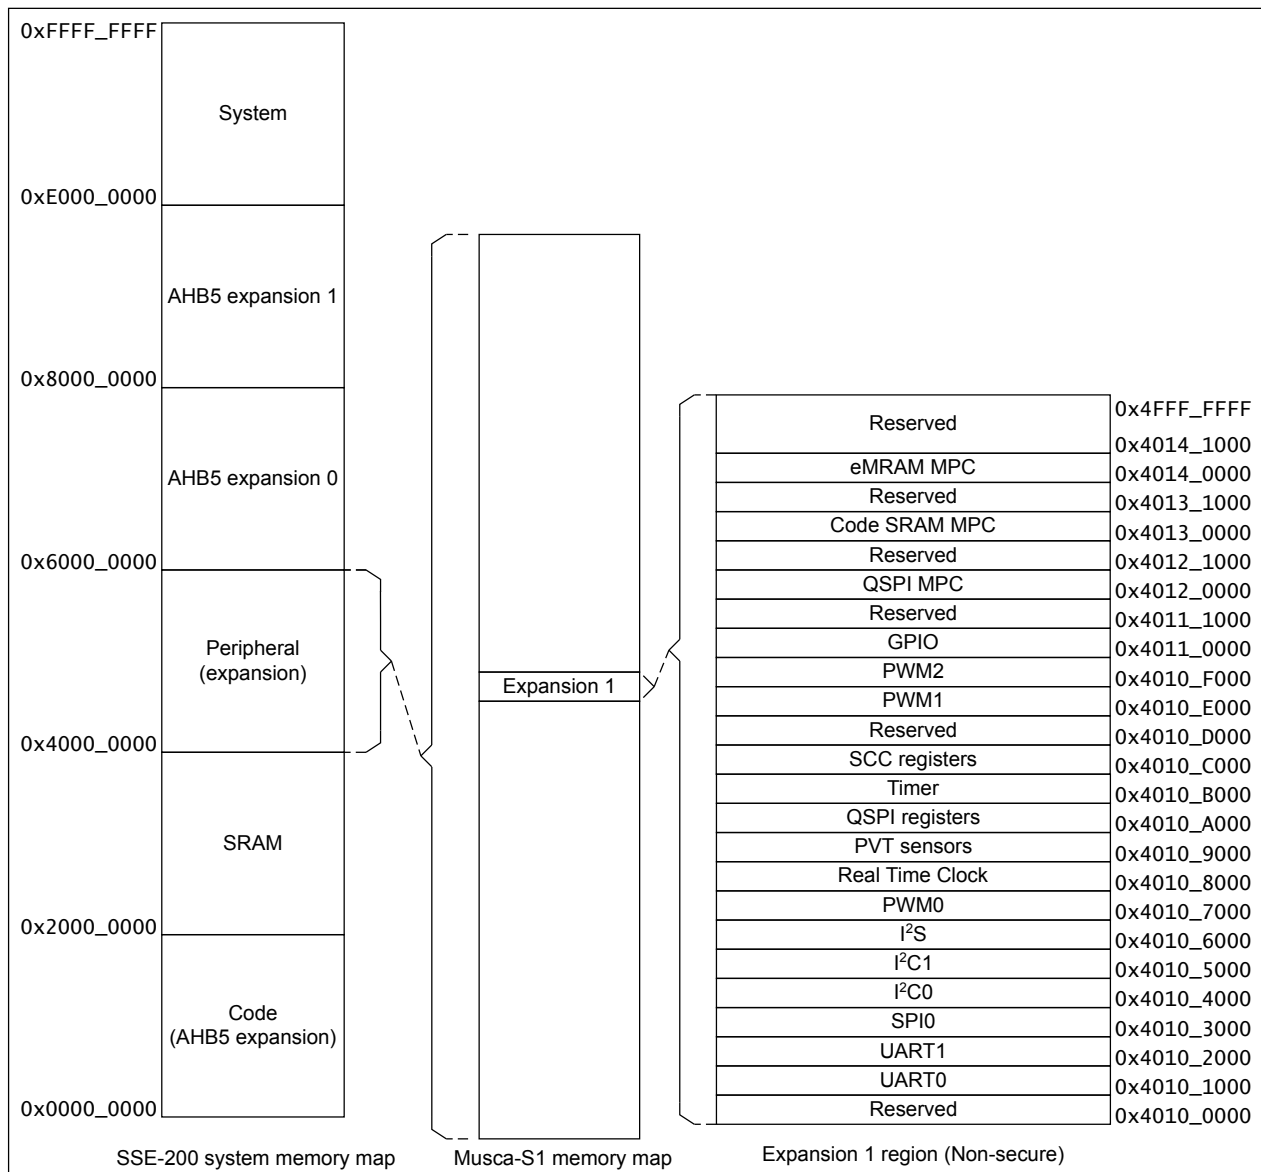 0xFFFF_FFFF
System
0xE000_0000
AHB5 expansion 1
0x8000_0000
AHB5 expansion 0
0x6000_0000
Peripheral
(expansion)
0x4000_0000
SRAM
0x2000_0000
Code
(AHB5 expansion)
0x0000_0000
SSE-200 system memory map
Expansion 1
Musca-S1 memory map
0x4FFF_FFFF
Reserved
0x4014_1000
eMRAM MPC 0x4014_0000
Reserved 0x4013_1000
Code SRAM MPC 0x4013_0000
Reserved 0x4012_1000
QSPI MPC 0x4012_0000
Reserved 0x4011_1000
GPIO 0x4011_0000
PWM2 0x4010_F000
PWM1 0x4010_E000
Reserved 0x4010_D000
SCC registers 0x4010_C000
Timer 0x4010_B000
QSPI registers 0x4010_A000
PVT sensors 0x4010_9000
Real Time Clock 0x4010_8000
PWM0 0x4010_7000
I²S 0x4010_6000
I²C1 0x4010_5000
I²C0 0x4010_4000
SPI0 0x4010_3000
UART1 0x4010_2000
UART0 0x4010_1000
Reserved 0x4010_0000
Expansion 1 region (Non-secure)